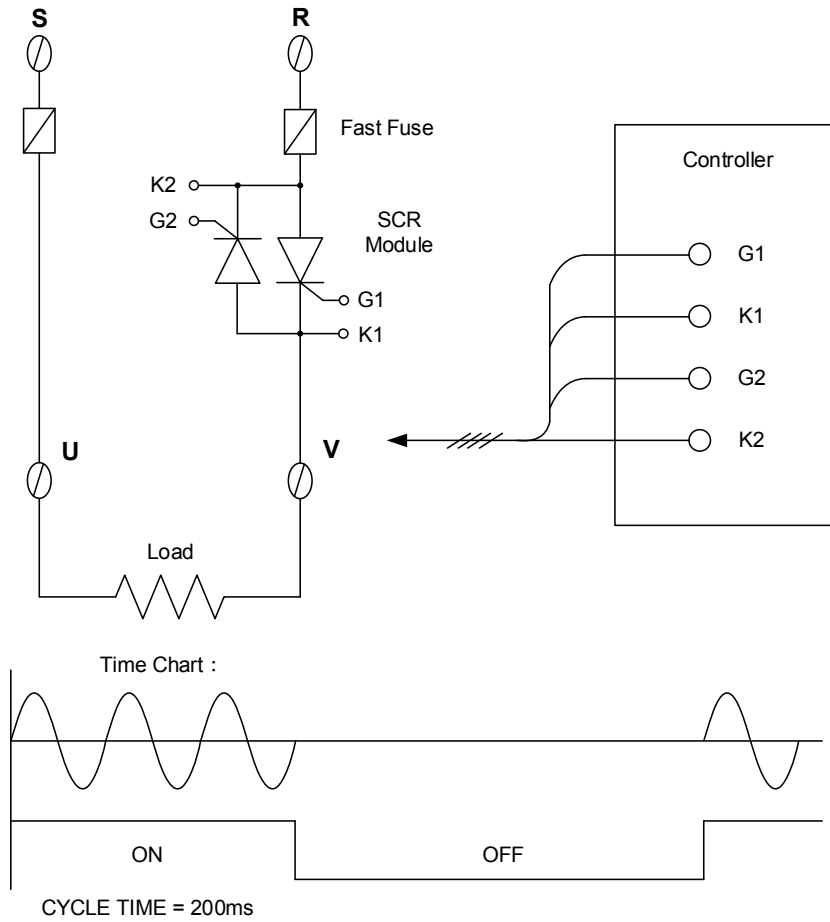 S
R
Fast Fuse
Controller
K2
G2
SCR
Module
G1
K1
G1
K1
G2
K2
U
V
Load
Time Chart：
ON
OFF
CYCLE TIME = 200ms